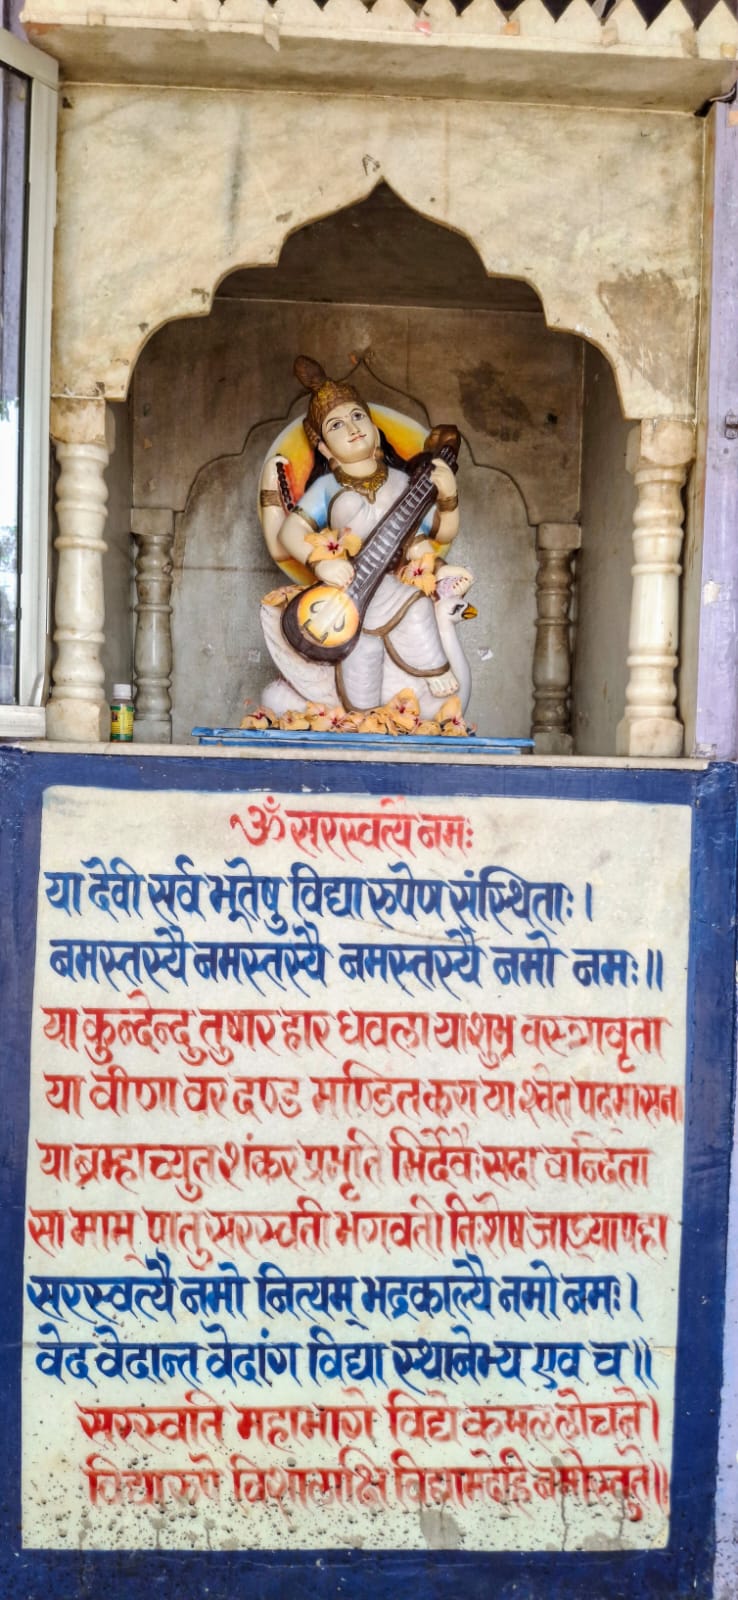 ॐ सरस्वत्यै नमः
या देवी सर्व भूतेषु विद्या रुपेण संस्थिताः।
नमस्तस्यै नमस्तस्यै नमस्तस्यै नमो नमः॥
या कुन्देन्दु तुषार हार धवला या शुभ्र वस्त्रावृता
या वीणा वर दण्ड मण्डित करा या श्वेत पदमासन
या ब्रम्हाच्युत शंकर प्रभृति भिर्देवैः सदा वन्दिता
सा माम् पातु सरस्वती भगवती निःशेष जाड्यापहा
सरस्वत्यै नमो नित्यम् भद्रकाल्यै नमो नमः।
वेद वेदान्त वेदांग विद्या स्थानेभ्य एव च॥
सरस्वति महाभागे विद्ये कमललोचने।
विद्यारुपे विशालाक्षि विद्यामदेहि नमोस्तुते॥